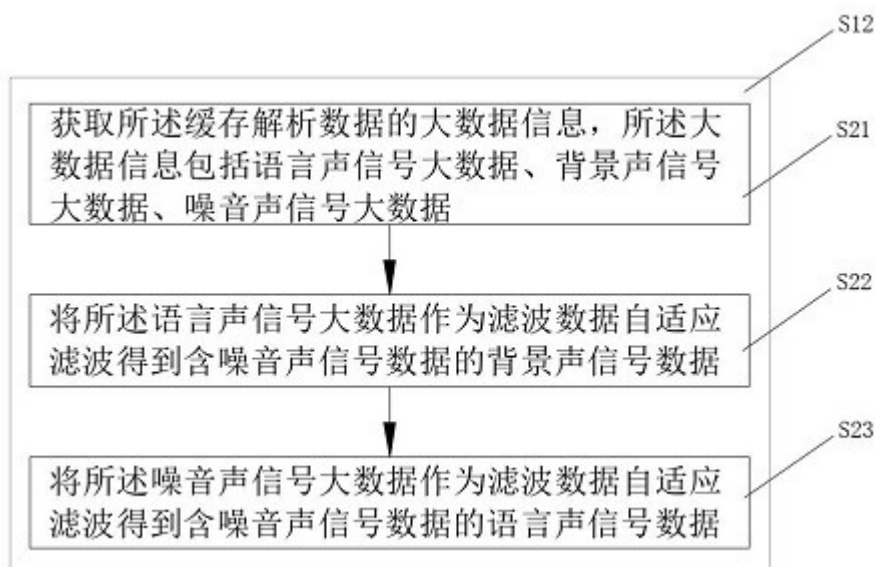 S12
获取所述缓存解析数据的大数据信息，所述大
S21
数据信息包括语言声信号大数据、背景声信号
大数据、噪音声信号大数据
S22
将所述语言声信号大数据作为滤波数据自适应
滤波得到含噪音声信号数据的背景声信号数据
S23
将所述噪音声信号大数据作为滤波数据自适应
滤波得到含噪音声信号数据的语言声信号数据